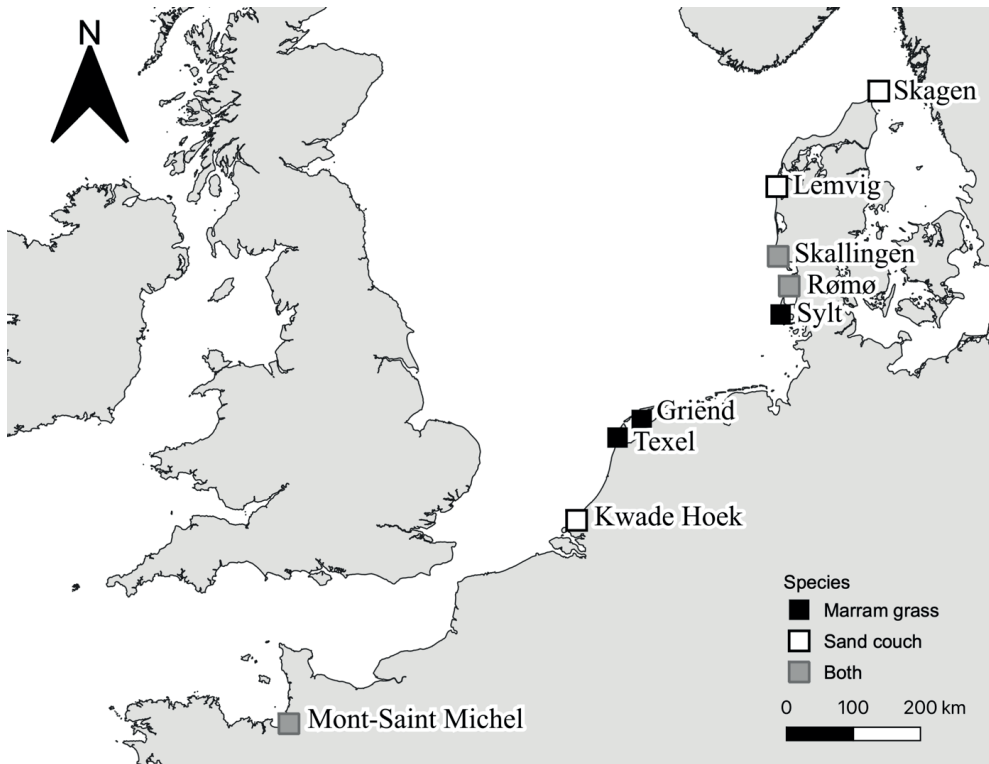 N
Skagen
Lemvig
Skallingen
Rømø
Sylt
Griend
Texel
Kwade Hoek
Mont-Saint Michel
Species
Marram grass
Sand couch
Both
0 100 200 km